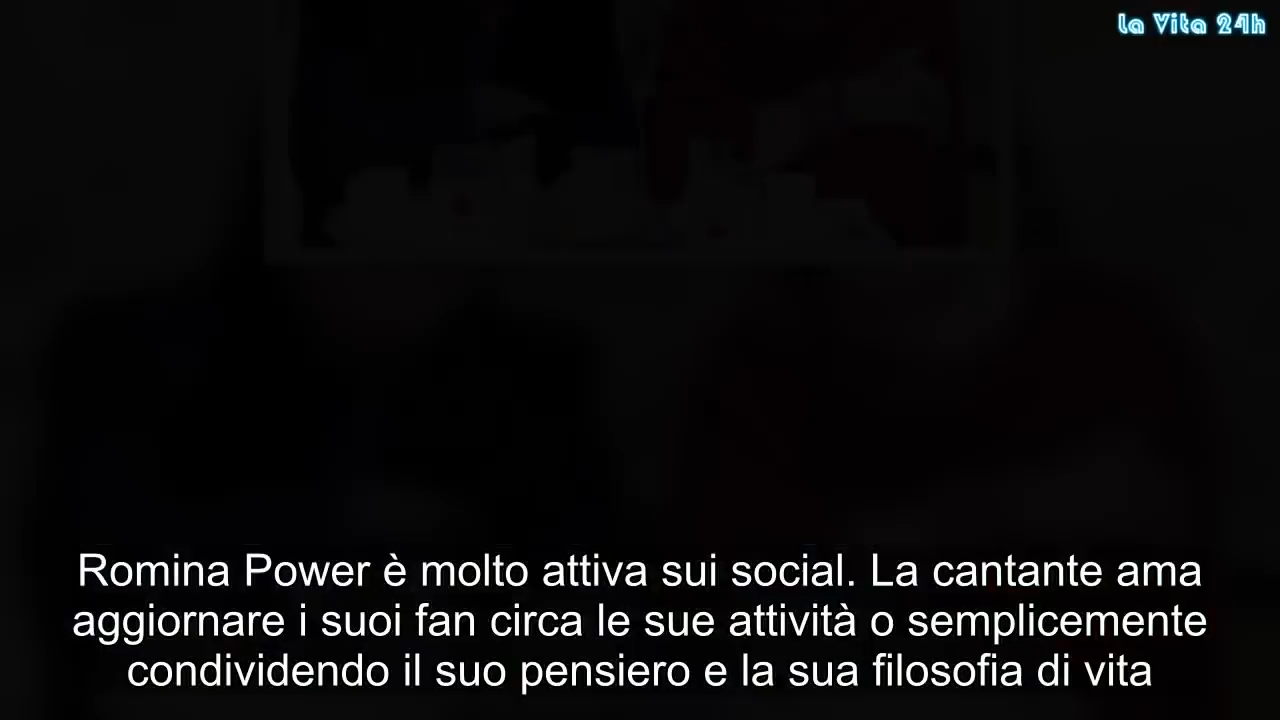 La Vita 24h
Romina Power è molto attiva sui social. La cantante ama
aggiornare i suoi fan circa le sue attività o semplicemente
condividendo il suo pensiero e la sua filosofia di vita